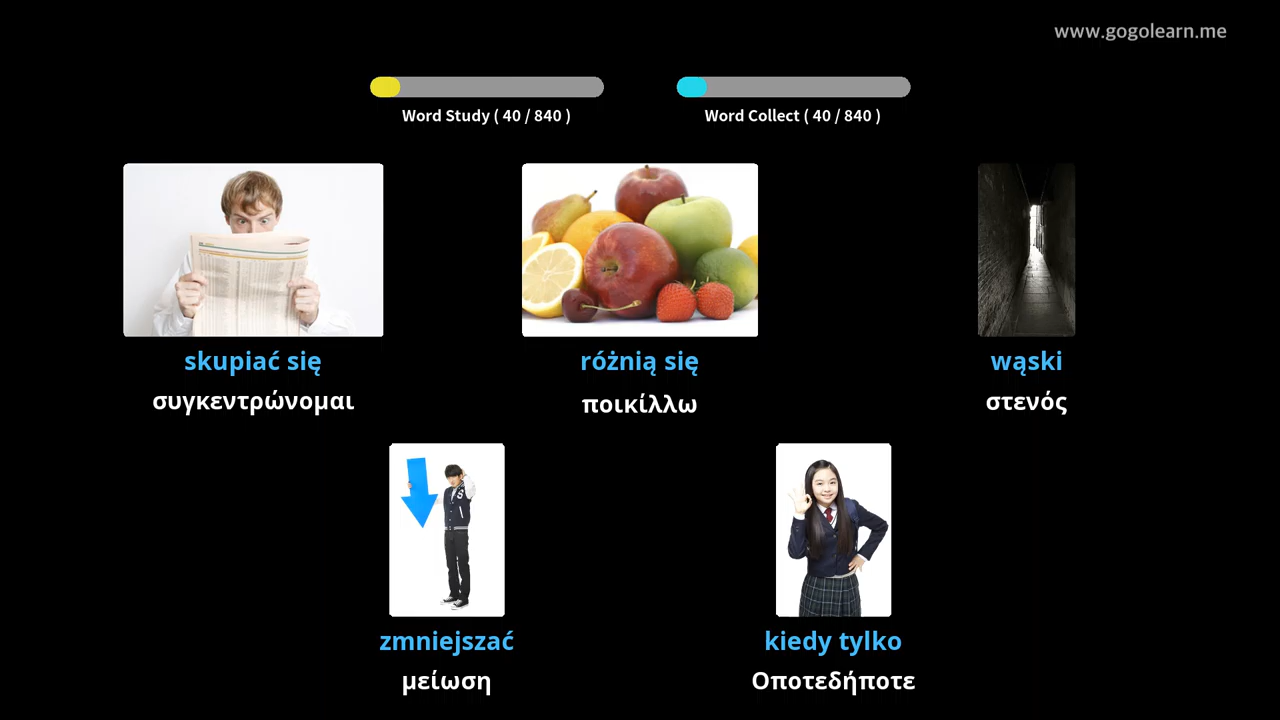 www.gogolearn.me
Word Study ( 40 / 840 )
Word Collect ( 40 / 840 )
skupiać się
różnią się
wąski
συγκεντρώνομαι
ποικίλλω
στενός
zmniejszać
kiedy tylko
μείωση
Οποτεδήποτε